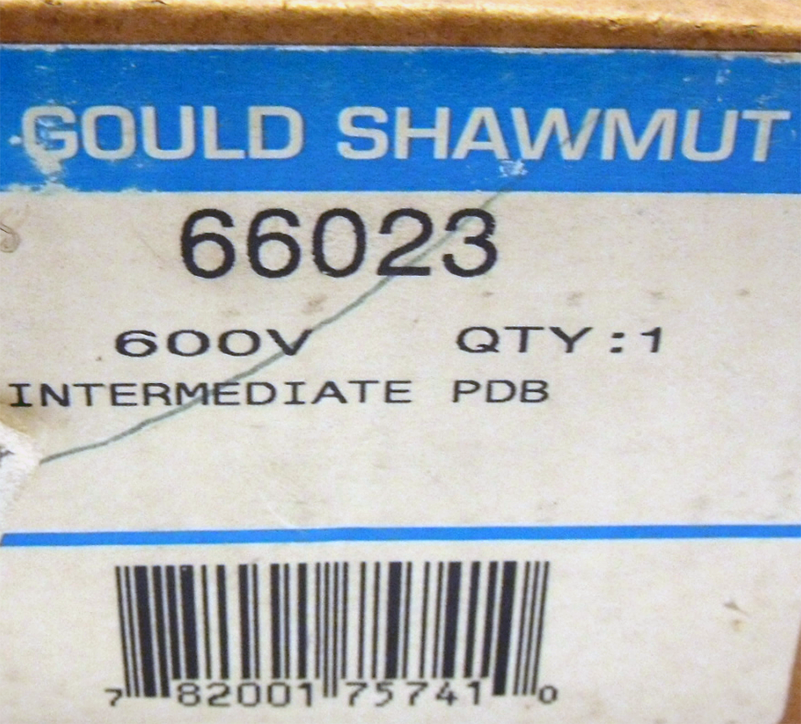 GOULD SHAWMUT
66023
600V QTY:1
INTERMEDIATE PDB
7 82001 75741 0